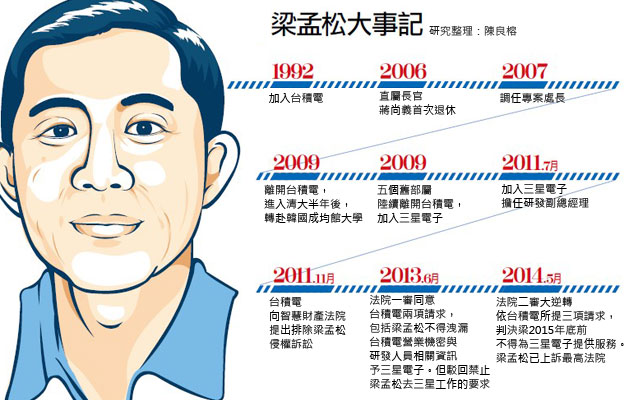 梁孟松大事記 研究整理：陳良榕
1992
加入台積電
2006
直屬長官
蔣尚義首次退休
2007
調任專案處長
2009
離開台積電，
進入清大半年後，
轉赴韓國成均館大學
2009
五個舊部屬
陸續離開台積電，
加入三星電子
2011.7月
加入三星電子
擔任研發副總經理
2011.11月
台積電
向智慧財產法院
提出排除梁孟松
侵權訴訟
2013.6月
法院一審同意
台積電兩項請求，
包括梁孟松不得洩漏
台積電營業機密與
研發人員相關資訊
予三星電子。但駁回禁止
梁孟松去三星工作的要求
2014.5月
法院二審大逆轉
依台積電所提三項請求，
判決梁2015年底前
不得為三星電子提供服務。
梁孟松已上訴最高法院